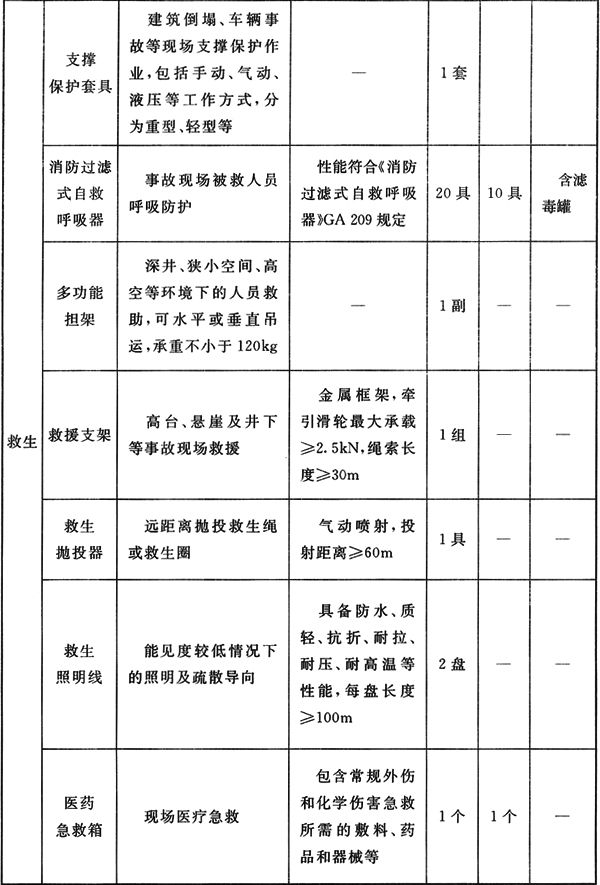 救生
支撑
保护套具
建筑倒塌、车辆事
故等现场支撑保护作
业,包括手动、气动、
液压等工作方式,分
为重型、轻型等
—
1套
消防过滤
式自救
呼吸器
事故现场被救人员
呼吸防护
性能符合《消防
过滤式自救呼吸
器》GA 209 规定
20具
10具
含滤
毒罐
多功能
担架
深井、狭小空间、高
空等环境下的人员救
助,可水平或垂直吊
运,承重不小于120kg
—
1副
—
—
救援支架
高台、悬崖及井下
等事故现场救援
金属框架,牵
引滑轮最大承载
≥2.5kN,绳索长
度≥30m
1组
—
—
救生
抛投器
远距离抛投救生绳
或救生圈
气动喷射,投
射距离≥60m
1具
—
—
救生
照明线
能见度较低情况下
的照明及疏散导向
具备防水、质
轻、抗折、耐拉、
耐压、耐高温等
性能,每盘长度
≥100m
2盘
—
—
医药
急救箱
现场医疗急救
包含常规外伤
和化学伤害急救
所需的敷料、药
品和器械等
1个
1个
—